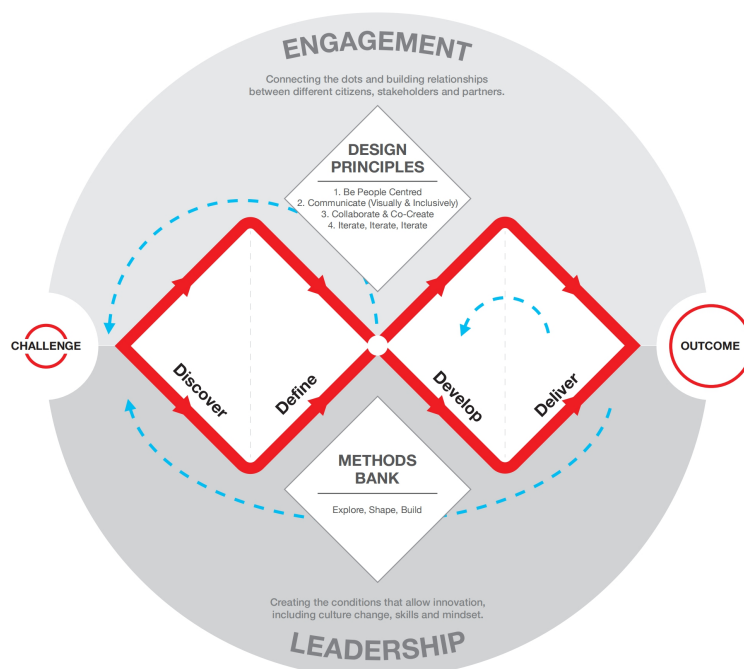 ENGAGEMENT
Connecting the dots and building relationships
between different citizens, stakeholders and partners.
DESIGN
PRINCIPLES
1. Be People Centred
2. Communicate (Visually & Inclusively)
3. Collaborate & Co-Create
4. Iterate, Iterate, Iterate
CHALLENGE
OUTCOME
Discover
Define
Develop
Deliver
METHODS
BANK
Explore, Shape, Build
Creating the conditions that allow innovation,
including culture change, skills and mindset.
LEADERSHIP